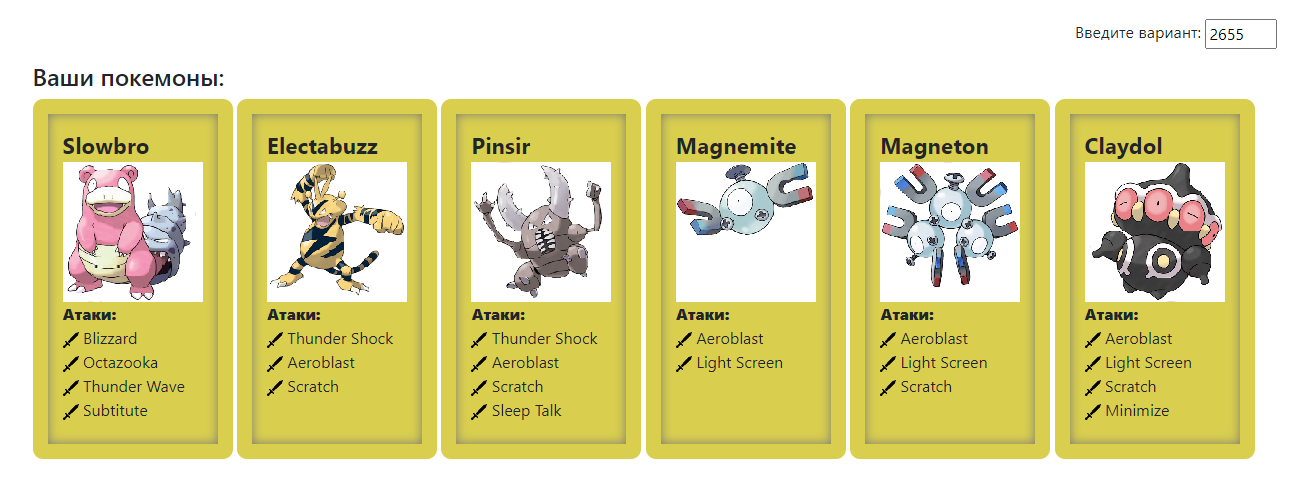 Введите вариант: 2655
Ваши покемоны:
Slowbro
Атаки:
Blizzard
Octazooka
Thunder Wave
Subtitute
Electabuzz
Атаки:
Thunder Shock
Aeroblast
Scratch
Pinsir
Атаки:
Thunder Shock
Aeroblast
Scratch
Sleep Talk
Magnemite
Атаки:
Aeroblast
Light Screen
Magneton
Атаки:
Aeroblast
Light Screen
Scratch
Claydol
Атаки:
Aeroblast
Light Screen
Scratch
Minimize